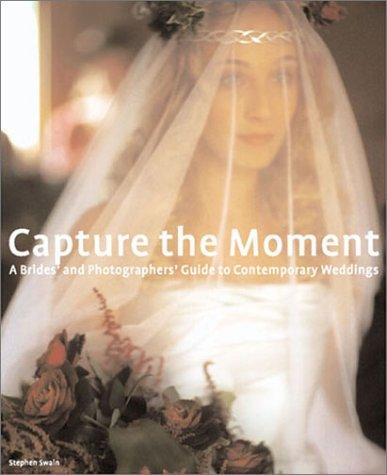 Capture the Moment
A Brides' and Photographers' Guide to Contemporary Weddings
Stephen Swain